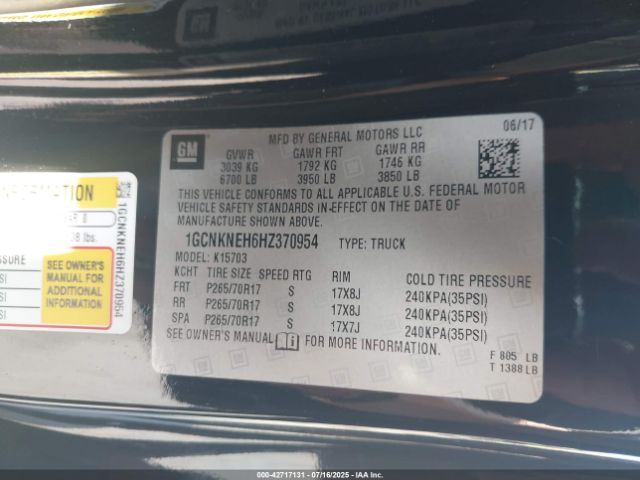 GM
06/17
MFD BY GENERAL MOTORS LLC
GVWR GAWR FRT GAWR RR
3039 KG 1792 KG 1746 KG
6700 LB 3950 LB 3850 LB
THIS VEHICLE CONFORMS TO ALL APPLICABLE U.S. FEDERAL MOTOR
VEHICLE SAFETY STANDARDS IN EFFECT ON THE DATE OF
MANUFACTURE SHOWN ABOVE.
1GCNKNEH6HZ370954 TYPE: TRUCK
MODEL: K15703
KCHT TIRE SIZE SPEED RTG RIM COLD TIRE PRESSURE
FRT P265/70R17 S 17X8J 240KPA(35PSI)
RR P265/70R17 S 17X8J 240KPA(35PSI)
SPA P265/70R17 S 17X7J 240KPA(35PSI)
SEE OWNER'S MANUAL FOR MORE INFORMATION.
F 805 LB
T 1388 LB
SEE OWNER'S
MANUAL FOR
ADDITIONAL
INFORMATION
1GCNKNEH6HZ370954
000-42717131 - 07/16/2025 - IAA, Inc.